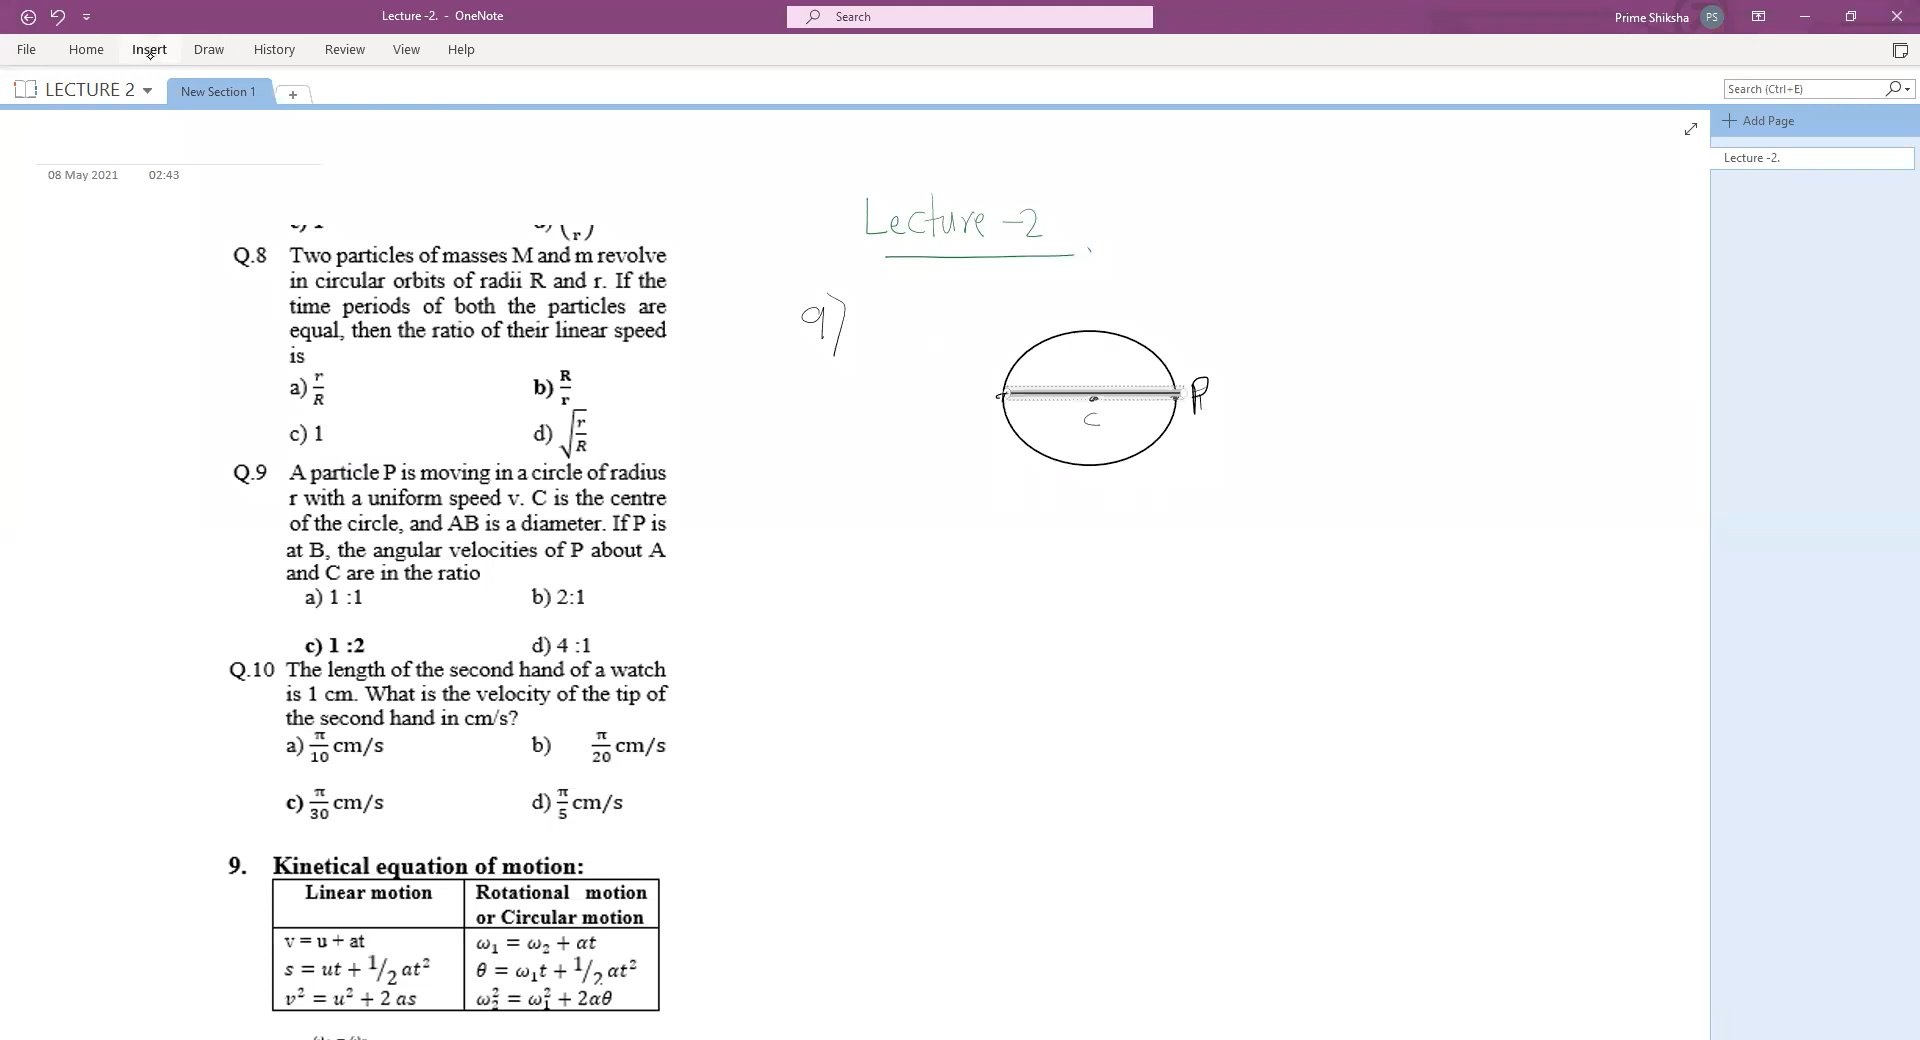 Lecture -2. - OneNote
Search
Prime Shiksha PS
File Home Insert Draw History Review View Help
LECTURE 2 New Section 1 +
Search (Ctrl+E)
Add Page
Lecture -2.
08 May 2021 02:43
Lecture -2
Q.8 Two particles of masses M and m revolve
in circular orbits of radii R and r. If the
time periods of both the particles are
equal, then the ratio of their linear speed
is
a) r/R b) R/r
c) 1 d) √(r/R)
Q.9 A particle P is moving in a circle of radius
r with a uniform speed v. C is the centre
of the circle, and AB is a diameter. If P is
at B, the angular velocities of P about A
and C are in the ratio
a) 1 :1 b) 2:1
c) 1 :2 d) 4 :1
Q.10 The length of the second hand of a watch
is 1 cm. What is the velocity of the tip of
the second hand in cm/s?
a) π/10 cm/s b) π/20 cm/s
c) π/30 cm/s d) π/5 cm/s
9. Kinetical equation of motion:
Linear motion Rotational motion
or Circular motion
v = u + at ω₁ = ω₂ + αt
s = ut + 1/2 at² θ = ω₁t + 1/2 αt²
v² = u² + 2 as ω₂² = ω₁² + 2αθ
9)
P
C